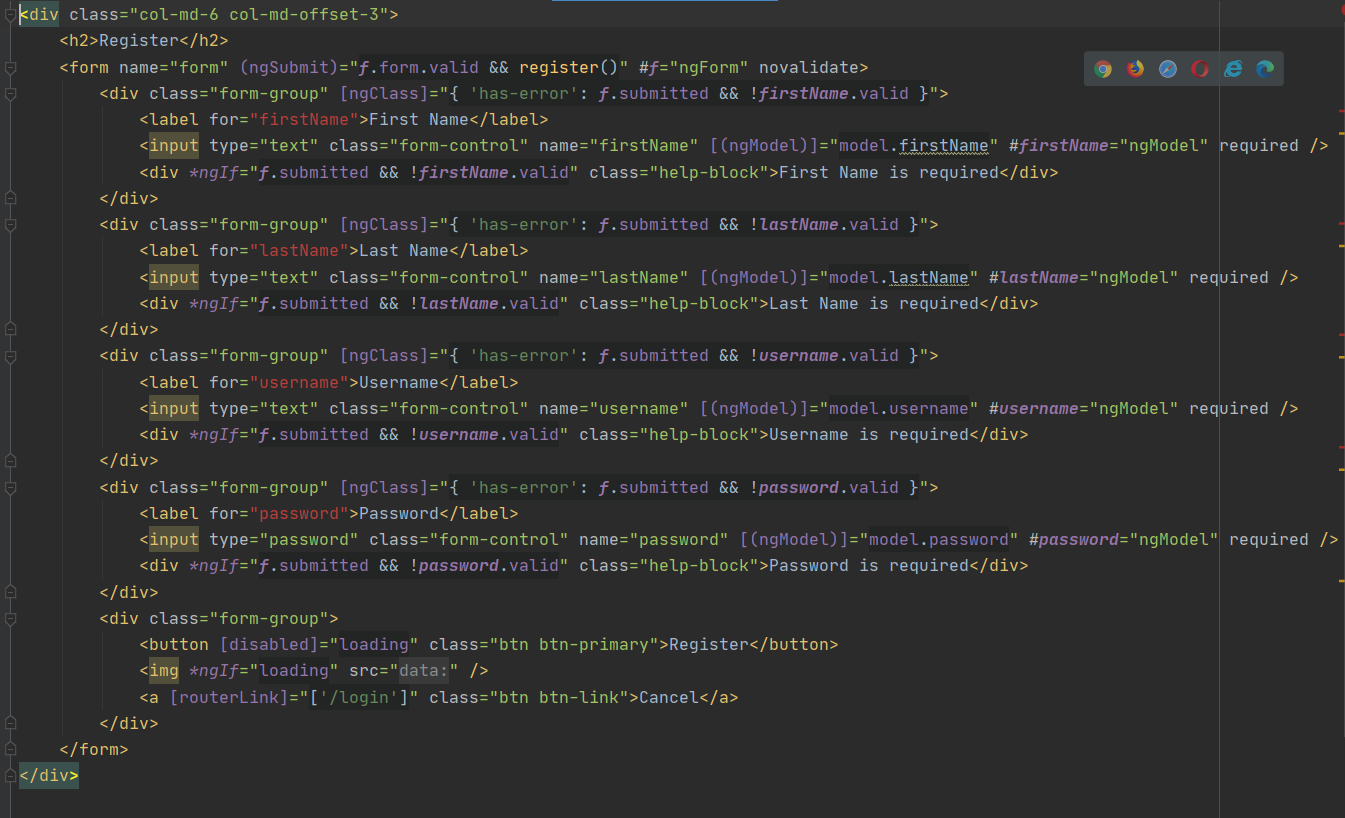 <div class="col-md-6 col-md-offset-3">
    <h2>Register</h2>
    <form name="form" (ngSubmit)="f.form.valid && register()" #f="ngForm" novalidate>
        <div class="form-group" [ngClass]="{ 'has-error': f.submitted && !firstName.valid }">
            <label for="firstName">First Name</label>
            <input type="text" class="form-control" name="firstName" [(ngModel)]="model.firstName" #firstName="ngModel" required />
            <div *ngIf="f.submitted && !firstName.valid" class="help-block">First Name is required</div>
        </div>
        <div class="form-group" [ngClass]="{ 'has-error': f.submitted && !lastName.valid }">
            <label for="lastName">Last Name</label>
            <input type="text" class="form-control" name="lastName" [(ngModel)]="model.lastName" #lastName="ngModel" required />
            <div *ngIf="f.submitted && !lastName.valid" class="help-block">Last Name is required</div>
        </div>
        <div class="form-group" [ngClass]="{ 'has-error': f.submitted && !username.valid }">
            <label for="username">Username</label>
            <input type="text" class="form-control" name="username" [(ngModel)]="model.username" #username="ngModel" required />
            <div *ngIf="f.submitted && !username.valid" class="help-block">Username is required</div>
        </div>
        <div class="form-group" [ngClass]="{ 'has-error': f.submitted && !password.valid }">
            <label for="password">Password</label>
            <input type="password" class="form-control" name="password" [(ngModel)]="model.password" #password="ngModel" required />
            <div *ngIf="f.submitted && !password.valid" class="help-block">Password is required</div>
        </div>
        <div class="form-group">
            <button [disabled]="loading" class="btn btn-primary">Register</button>
            <img *ngIf="loading" src="data:" />
            <a [routerLink]="['/login']" class="btn btn-link">Cancel</a>
        </div>
    </form>
</div>